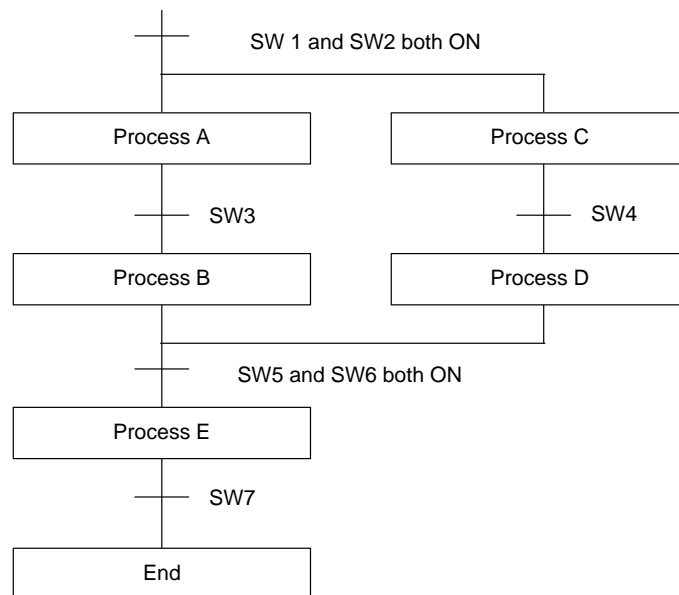 SW 1 and SW2 both ON
Process A
Process C
SW3
SW4
Process B
Process D
SW5 and SW6 both ON
Process E
SW7
End